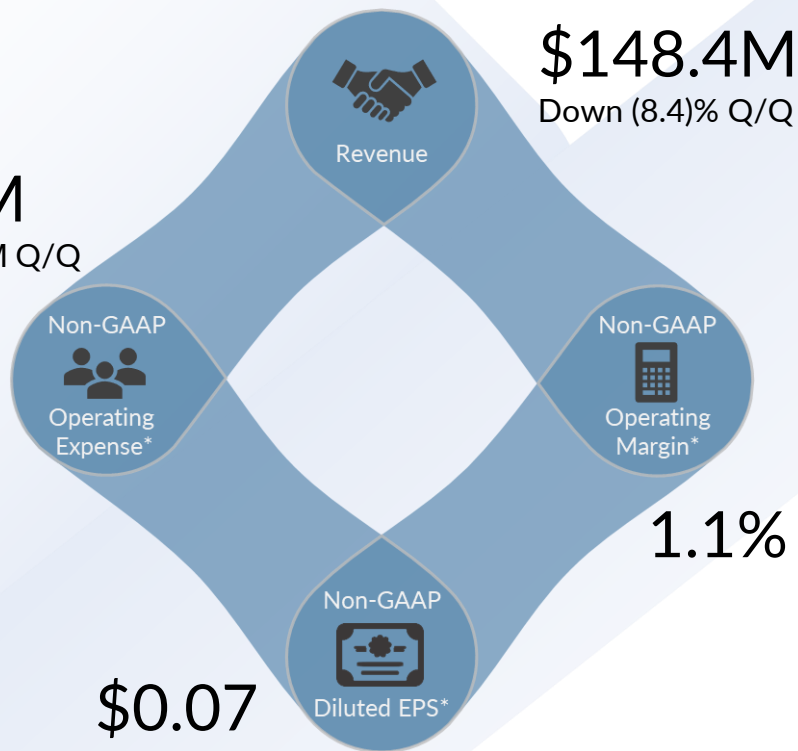 $148.4M
Down (8.4)% Q/Q
Revenue
M
M Q/Q
Non-GAAP
Operating
Expense*
Non-GAAP
Operating
Margin*
1.1%
Non-GAAP
Diluted EPS*
$0.07